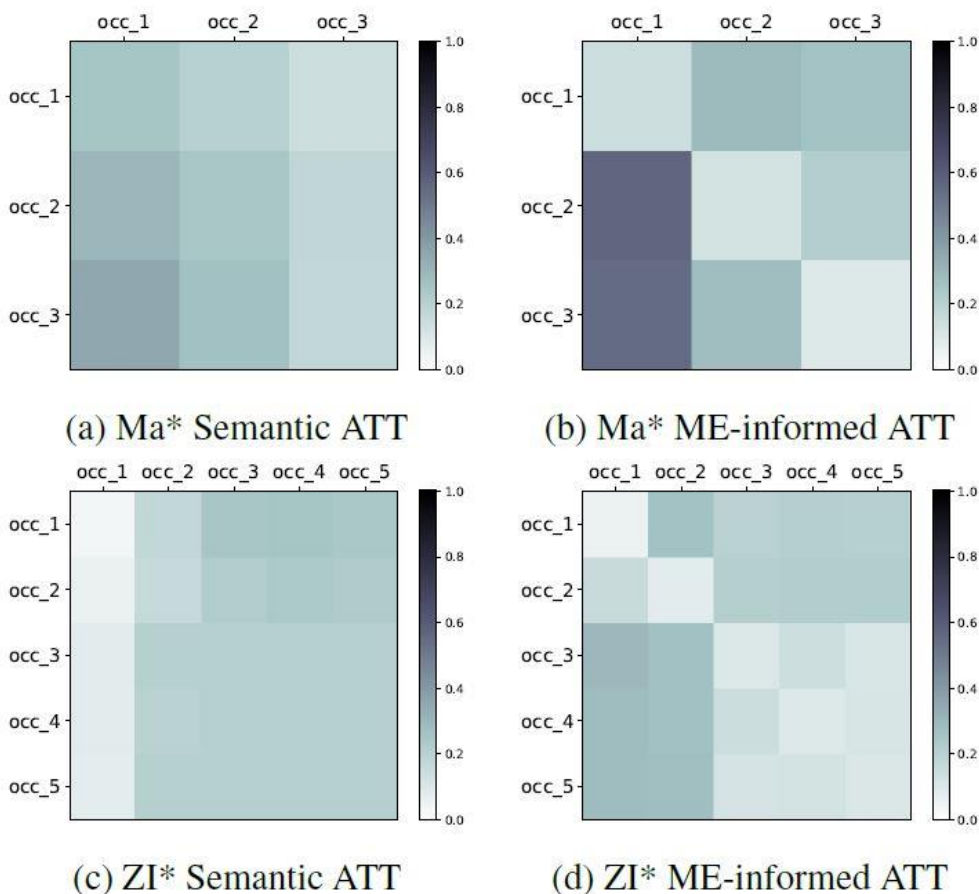 occ_1 occ_2 occ_3
occ_1
occ_2
occ_3
1.0
0.8
0.6
0.4
0.2
0.0
(a) Ma* Semantic ATT
occ_1 occ_2 occ_3
occ_1
occ_2
occ_3
1.0
0.8
0.6
0.4
0.2
0.0
(b) Ma* ME-informed ATT
occ_1 occ_2 occ_3 occ_4 occ_5
occ_1
occ_2
occ_3
occ_4
occ_5
1.0
0.8
0.6
0.4
0.2
0.0
(c) ZI* Semantic ATT
occ_1 occ_2 occ_3 occ_4 occ_5
occ_1
occ_2
occ_3
occ_4
occ_5
1.0
0.8
0.6
0.4
0.2
0.0
(d) ZI* ME-informed ATT